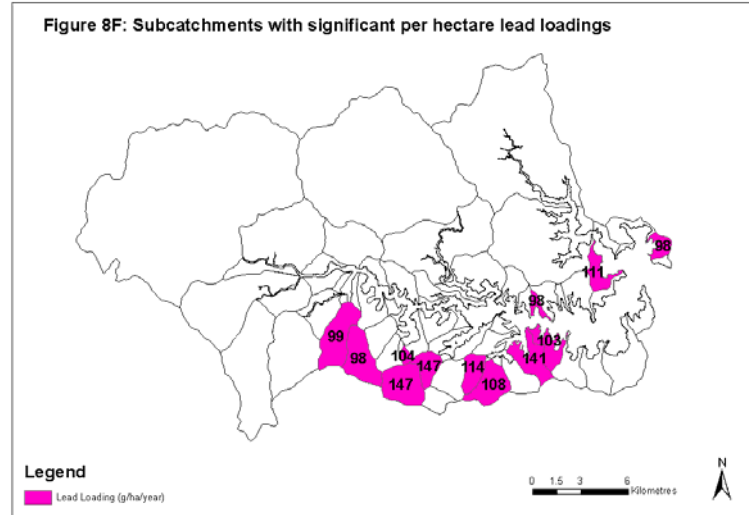 Figure 8F: Subcatchments with significant per hectare lead loadings
98
111
98
99
103
104
98
147
114
141
147
108
Legend
Lead Loading (g/ha/year)
0 1.5 3 6
Kilometres
N